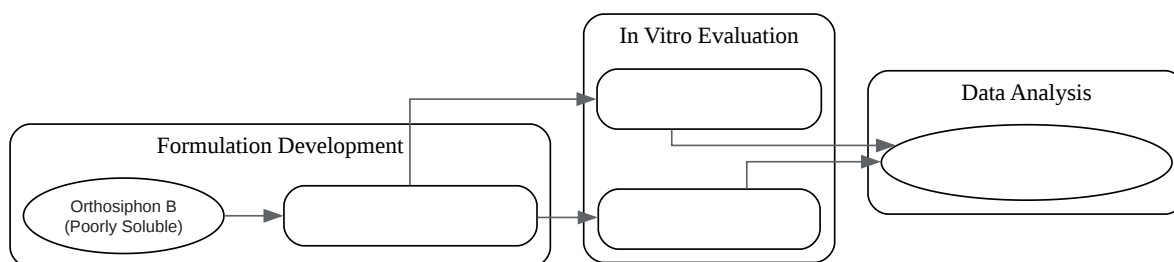 Formulation Development
Orthosiphon B
(Poorly Soluble)
In Vitro Evaluation
Data Analysis